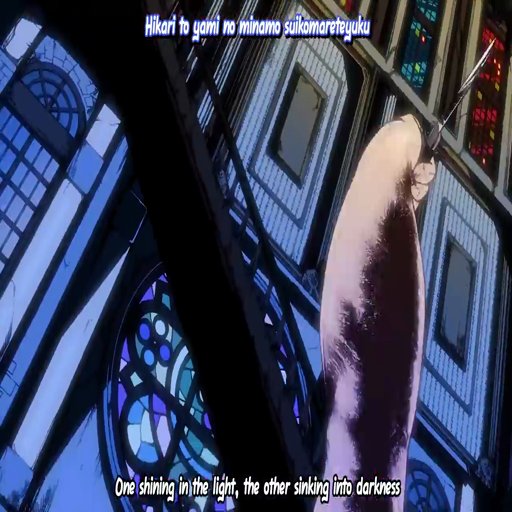 Hikari to yami no minamo suikomareteyuku
One shining in the light, the other sinking into darkness